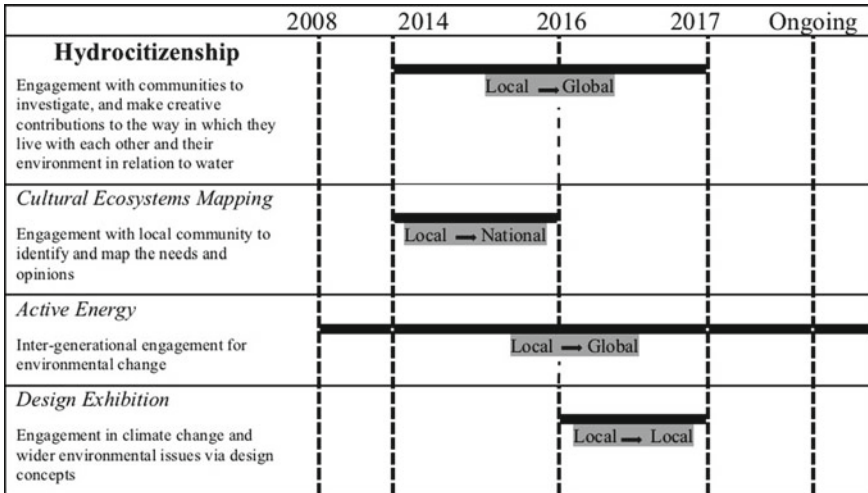 2008 2014 2016 2017 Ongoing
Hydrocitizenship
Engagement with communities to
investigate, and make creative
contributions to the way in which they
live with each other and their
environment in relation to water
Local → Global
Cultural Ecosystems Mapping
Engagement with local community to
identify and map the needs and
opinions
Local → National
Active Energy
Inter-generational engagement for
environmental change
Local → Global
Design Exhibition
Engagement in climate change and
wider environmental issues via design
concepts
Local → Local